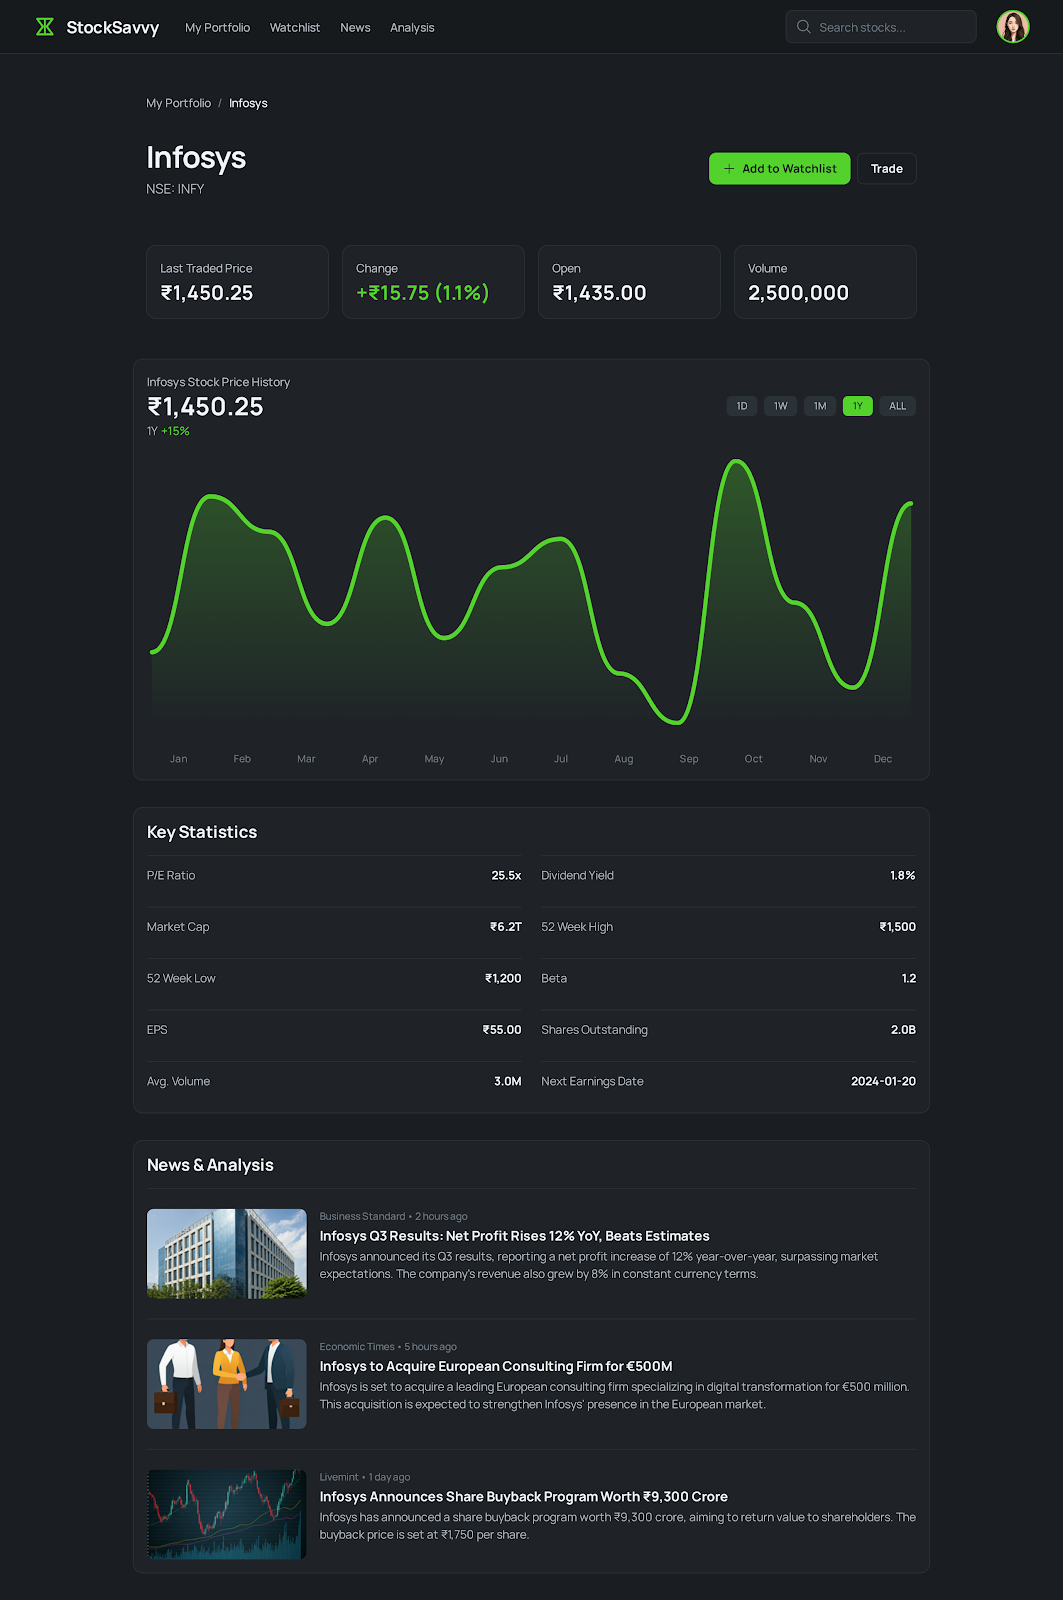 StockSavvy
My Portfolio
Watchlist
News
Analysis
Search stocks...
My Portfolio / Infosys
Infosys
NSE: INFY
+ Add to Watchlist
Trade
Last Traded Price
₹1,450.25
Change
+₹15.75 (1.1%)
Open
₹1,435.00
Volume
2,500,000
Infosys Stock Price History
₹1,450.25
1Y +15%
1D
1W
1M
1Y
ALL
Jan
Feb
Mar
Apr
May
Jun
Jul
Aug
Sep
Oct
Nov
Dec
Key Statistics
P/E Ratio
25.5x
Dividend Yield
1.8%
Market Cap
₹6.2T
52 Week High
₹1,500
52 Week Low
₹1,200
Beta
1.2
EPS
₹55.00
Shares Outstanding
2.0B
Avg. Volume
3.0M
Next Earnings Date
2024-01-20
News & Analysis
Business Standard • 2 hours ago
Infosys Q3 Results: Net Profit Rises 12% YoY, Beats Estimates
Infosys announced its Q3 results, reporting a net profit increase of 12% year-over-year, surpassing market
expectations. The company's revenue also grew by 8% in constant currency terms.
Economic Times • 5 hours ago
Infosys to Acquire European Consulting Firm for €500M
Infosys is set to acquire a leading European consulting firm specializing in digital transformation for €500 million.
This acquisition is expected to strengthen Infosys' presence in the European market.
Livemint • 1 day ago
Infosys Announces Share Buyback Program Worth ₹9,300 Crore
Infosys has announced a share buyback program worth ₹9,300 crore, aiming to return value to shareholders. The
buyback price is set at ₹1,750 per share.